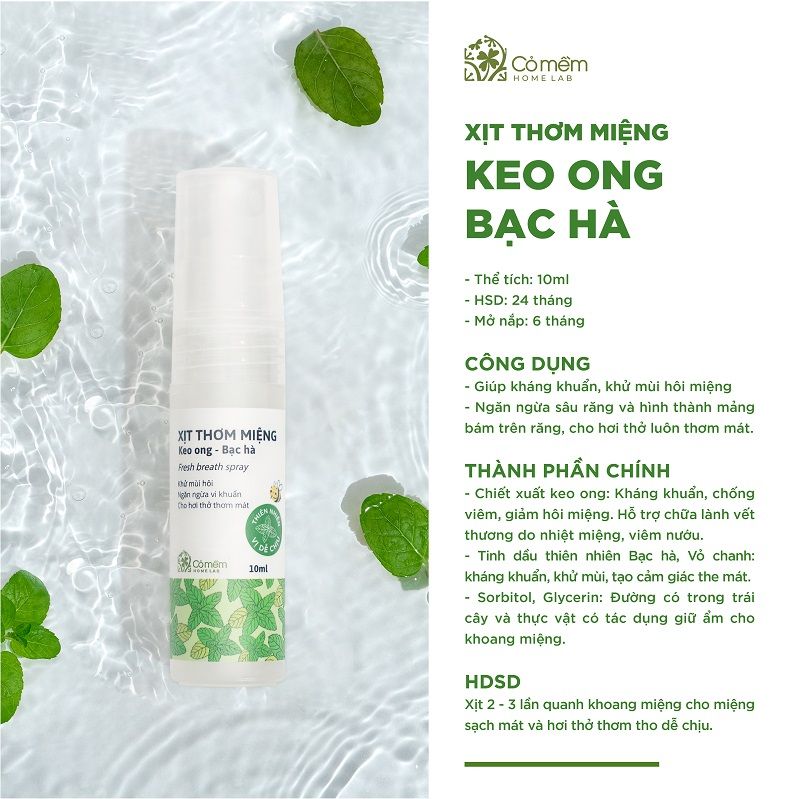 Cỏ mềm
HOME LAB
XỊT THƠM MIỆNG
KEO ONG
BẠC HÀ
- Thể tích: 10ml
- HSD: 24 tháng
- Mở nắp: 6 tháng
CÔNG DỤNG
- Giúp kháng khuẩn, khử mùi hôi miệng
- Ngăn ngừa sâu răng và hình thành mảng
bám trên răng, cho hơi thở luôn thơm mát.
THÀNH PHẦN CHÍNH
- Chiết xuất keo ong: Kháng khuẩn, chống
viêm, giảm hôi miệng. Hỗ trợ chữa lành vết
thương do nhiệt miệng, viêm nướu.
- Tinh dầu thiên nhiên Bạc hà, Vỏ chanh:
kháng khuẩn, khử mùi, tạo cảm giác the mát.
- Sorbitol, Glycerin: Đường có trong trái
cây và thực vật có tác dụng giữ ẩm cho
khoang miệng.
HDSD
Xịt 2 - 3 lần quanh khoang miệng cho miệng
sạch mát và hơi thở thơm tho dễ chịu.
XỊT THƠM MIỆNG
Keo ong - Bạc hà
Fresh breath spray
Khử mùi hôi
Ngăn ngừa vi khuẩn
Cho hơi thở thơm mát
THIÊN NHIÊN
VỊ DỄ CHỊU
Cỏ mềm
HOME LAB
10ml